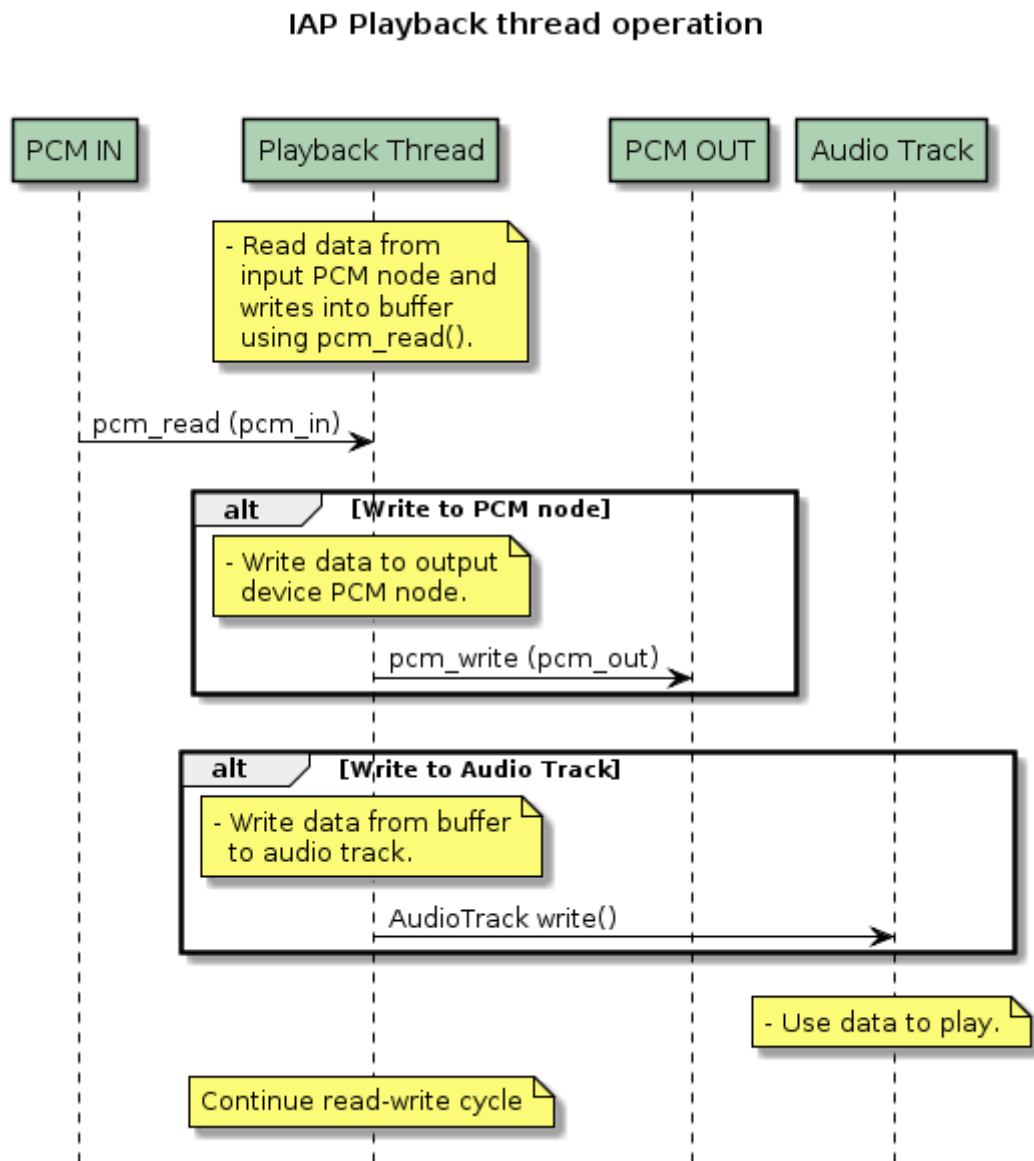 IAP Playback thread operation
PCM IN
Playback Thread
PCM OUT
Audio Track
- Read data from
input PCM node and
writes into buffer
using pcm_read().
pcm_read (pcm_in)
alt
[Write to PCM node]
- Write data to output
device PCM node.
pcm_write (pcm_out)
alt
[Write to Audio Track]
- Write data from buffer
to audio track.
AudioTrack write()
- Use data to play.
Continue read-write cycle